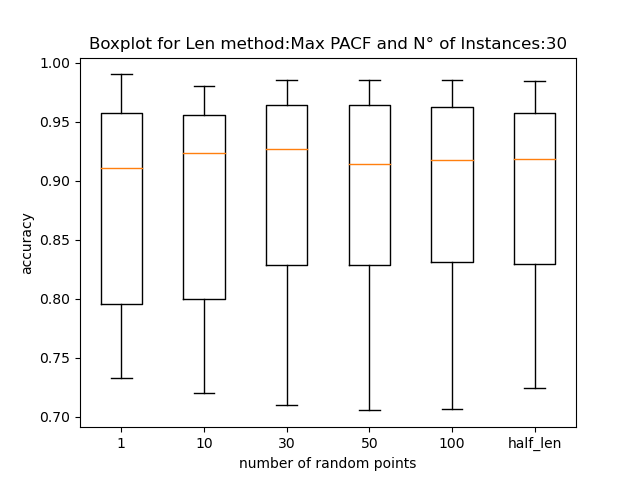 Boxplot for Len method:Max PACF and N° of Instances:30
1.00
0.95
0.90
0.85
0.80
0.75
0.70
accuracy
1 10 30 50 100 half_len
number of random points